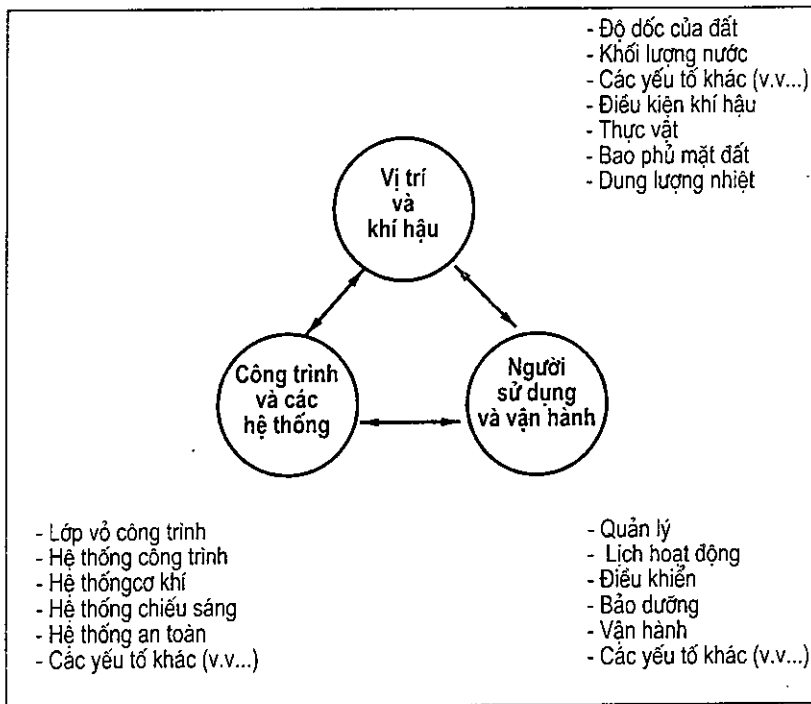 - Độ dốc của đất
- Khối lượng nước
- Các yếu tố khác (v.v...)
- Điều kiện khí hậu
- Thực vật
- Bao phủ mặt đất
- Dung lượng nhiệt
Vị trí
và
khí hậu
Công trình
và các
hệ thống
Người
sử dụng
và vận hành
- Lớp vỏ công trình
- Hệ thống công trình
- Hệ thốngcơ khí
- Hệ thống chiếu sáng
- Hệ thống an toàn
- Các yếu tố khác (v.v...)
- Quản lý
- Lịch hoạt động
- Điều khiển
- Bảo dưỡng
- Vận hành
- Các yếu tố khác (v.v...)